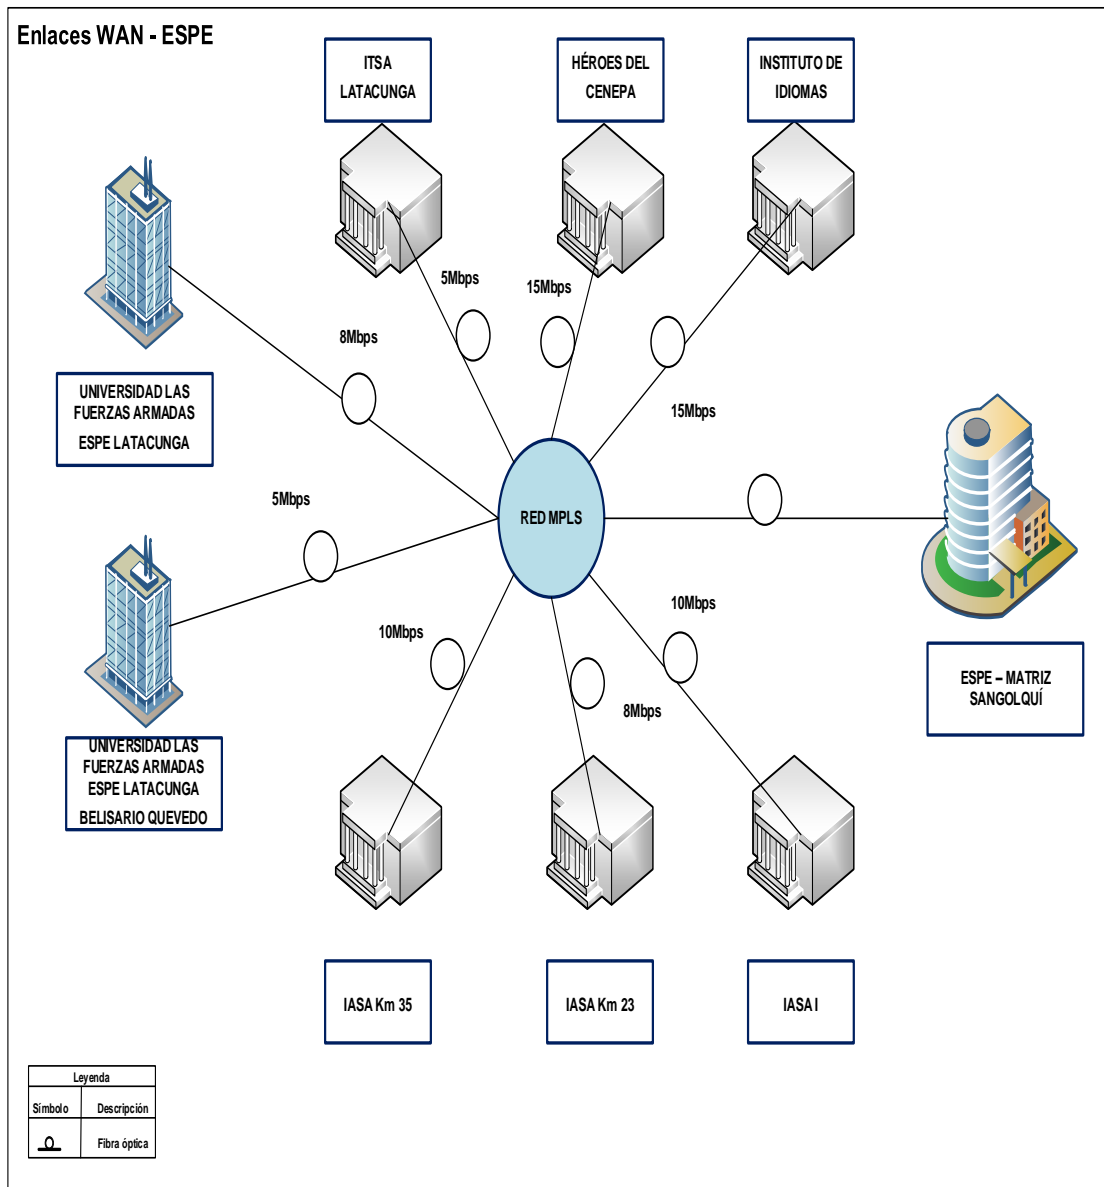 Enlaces WAN - ESPE
ITSA
LATACUNGA
HÉROES DEL
CENEPA
INSTITUTO DE
IDIOMAS
5Mbps
15Mbps
8Mbps
15Mbps
UNIVERSIDAD LAS
FUERZAS ARMADAS
ESPE LATACUNGA
5Mbps
RED MPLS
10Mbps
10Mbps
8Mbps
ESPE – MATRIZ
SANGOLQUÍ
UNIVERSIDAD LAS
FUERZAS ARMADAS
ESPE LATACUNGA
BELISARIO QUEVEDO
IASA Km 35
IASA Km 23
IASA I
Leyenda
Símbolo Descripción
Fibra óptica